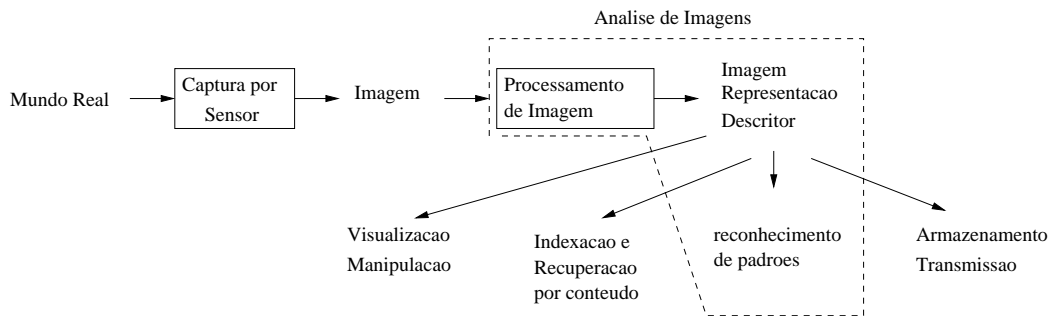 Analise de Imagens
Mundo Real
Captura por
Sensor
Imagem
Processamento
de Imagem
Imagem
Representacao
Descritor
Visualizacao
Manipulacao
Indexacao e
Recuperacao
por conteudo
reconhecimento
de padroes
Armazenamento
Transmissao